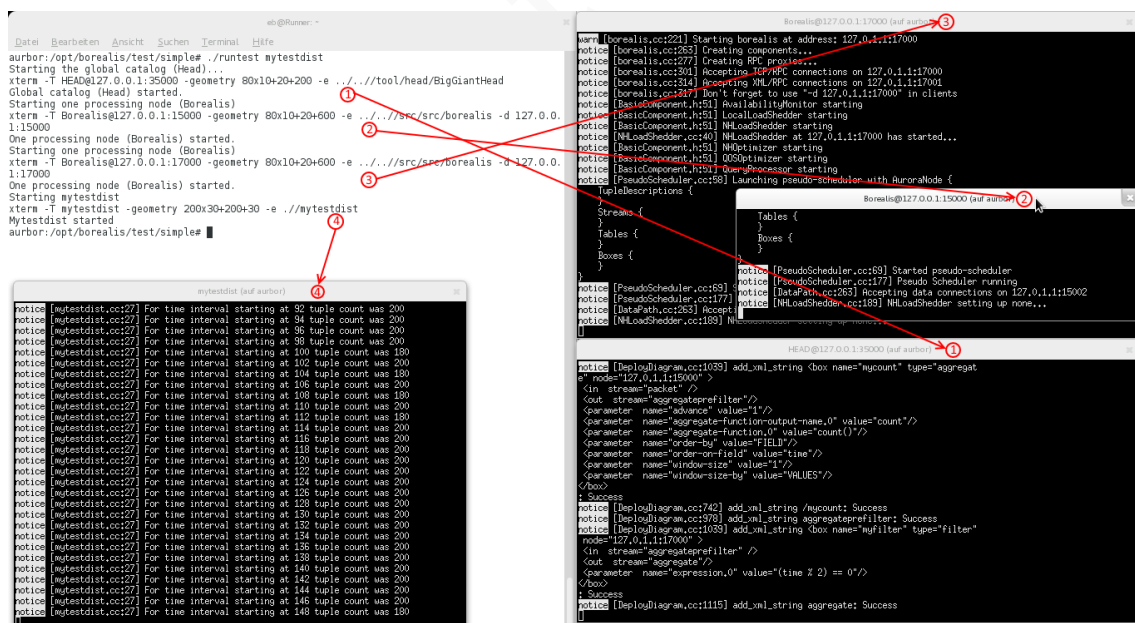 eb@Runner: ~
Datei Bearbeiten Ansicht Suchen Terminal Hilfe
aurbor:/opt/borealis/test/simple# ./runtest mytestdist
Starting the global catalog (Head)...
xterm -T HEAD@127.0.0.1:35000 -geometry 80x10+20+200 -e ../..//tool/head/BigGiantHead
Global catalog (Head) started.
Starting one processing node (Borealis)
xterm -T Borealis@127.0.0.1:15000 -geometry 80x10+20+600 -e ../..//src/src/borealis -d 127.0.0.
1:15000
One processing node (Borealis) started.
Starting one processing node (Borealis)
xterm -T Borealis@127.0.0.1:17000 -geometry 80x10+20+600 -e ../..//src/src/borealis -d 127.0.0.
1:17000
One processing node (Borealis) started.
Starting mytestdist
xterm -T mytestdist -geometry 200x30+200+30 -e .//mytestdist
Mytestdist started
aurbor:/opt/borealis/test/simple#
1
2
3
4
mytestdist (auf aurbor)
4
notice [mytestdist.cc:27] For time interval starting at 92 tuple count was 200
notice [mytestdist.cc:27] For time interval starting at 94 tuple count was 200
notice [mytestdist.cc:27] For time interval starting at 96 tuple count was 200
notice [mytestdist.cc:27] For time interval starting at 98 tuple count was 200
notice [mytestdist.cc:27] For time interval starting at 100 tuple count was 180
notice [mytestdist.cc:27] For time interval starting at 102 tuple count was 200
notice [mytestdist.cc:27] For time interval starting at 104 tuple count was 180
notice [mytestdist.cc:27] For time interval starting at 106 tuple count was 200
notice [mytestdist.cc:27] For time interval starting at 108 tuple count was 180
notice [mytestdist.cc:27] For time interval starting at 110 tuple count was 200
notice [mytestdist.cc:27] For time interval starting at 112 tuple count was 180
notice [mytestdist.cc:27] For time interval starting at 114 tuple count was 200
notice [mytestdist.cc:27] For time interval starting at 116 tuple count was 200
notice [mytestdist.cc:27] For time interval starting at 118 tuple count was 200
notice [mytestdist.cc:27] For time interval starting at 120 tuple count was 200
notice [mytestdist.cc:27] For time interval starting at 122 tuple count was 200
notice [mytestdist.cc:27] For time interval starting at 124 tuple count was 200
notice [mytestdist.cc:27] For time interval starting at 126 tuple count was 200
notice [mytestdist.cc:27] For time interval starting at 128 tuple count was 200
notice [mytestdist.cc:27] For time interval starting at 130 tuple count was 200
notice [mytestdist.cc:27] For time interval starting at 132 tuple count was 200
notice [mytestdist.cc:27] For time interval starting at 134 tuple count was 200
notice [mytestdist.cc:27] For time interval starting at 136 tuple count was 200
notice [mytestdist.cc:27] For time interval starting at 138 tuple count was 200
notice [mytestdist.cc:27] For time interval starting at 140 tuple count was 200
notice [mytestdist.cc:27] For time interval starting at 142 tuple count was 200
notice [mytestdist.cc:27] For time interval starting at 144 tuple count was 200
notice [mytestdist.cc:27] For time interval starting at 146 tuple count was 200
notice [mytestdist.cc:27] For time interval starting at 148 tuple count was 180
Borealis@127.0.0.1:17000 (auf aurbor)
3
warn [borealis.cc:221] Starting borealis at address: 127.0.1.1:17000
notice [borealis.cc:263] Creating components...
notice [borealis.cc:277] Creating RPC proxies...
notice [borealis.cc:301] Accepting TCP/RPC connections on 127.0.1.1:17000
notice [borealis.cc:314] Accepting XML/RPC connections on 127.0.1.1:17001
notice [borealis.cc:317] Don't forget to use "-d 127.0.1.1:17000" in clients
notice [BasicComponent.h:51] AvailabilityMonitor starting
notice [BasicComponent.h:51] LocalLoadShedder starting
notice [BasicComponent.h:51] NHLoadShedder starting
notice [NHLoadShedder.cc:40] NHLoadShedder at 127.0.1.1:17000 has started...
notice [BasicComponent.h:51] NHOptimizer starting
notice [BasicComponent.h:51] QOSOptimizer starting
notice [BasicComponent.h:51] QueryProcessor starting
notice [PseudoScheduler.cc:58] Launching pseudo-scheduler with AuroraNode {
TupleDescriptions {
}
Streams {
}
Tables {
}
Boxes {
}
}
notice [PseudoScheduler.cc:69] S
notice [PseudoScheduler.cc:177]
notice [DataPath.cc:263] Accepti
notice [NHLoadShedder.cc:189] NHLoadShedder setting up none...
Borealis@127.0.0.1:15000 (auf aurbor)
2
Tables {
}
Boxes {
}
}
notice [PseudoScheduler.cc:69] Started pseudo-scheduler
notice [PseudoScheduler.cc:177] Pseudo Scheduler running
notice [DataPath.cc:263] Accepting data connections on 127.0.1.1:15002
notice [NHLoadShedder.cc:189] NHLoadShedder setting up none...
HEAD@127.0.0.1:35000 (auf aurbor)
1
notice [DeployDiagram.cc:1039] add_xml_string <box name="mycount" type="aggregat
e" node="127.0.1.1:15000" >
<in stream="packet" />
<out stream="aggregateprefilter"/>
<parameter name="advance" value="1"/>
<parameter name="aggregate-function-output-name.0" value="count"/>
<parameter name="aggregate-function.0" value="count()"/>
<parameter name="order-by" value="FIELD"/>
<parameter name="order-on-field" value="time"/>
<parameter name="window-size" value="1"/>
<parameter name="window-size-by" value="VALUES"/>
</box>
: Success
notice [DeployDiagram.cc:742] add_xml_string /mycount: Success
notice [DeployDiagram.cc:978] add_xml_string aggregateprefilter: Success
notice [DeployDiagram.cc:1039] add_xml_string <box name="myfilter" type="filter"
node="127.0.1.1:17000" >
<in stream="aggregateprefilter" />
<out stream="aggregate"/>
<parameter name="expression.0" value="(time % 2) == 0"/>
</box>
: Success
notice [DeployDiagram.cc:1115] add_xml_string aggregate: Success